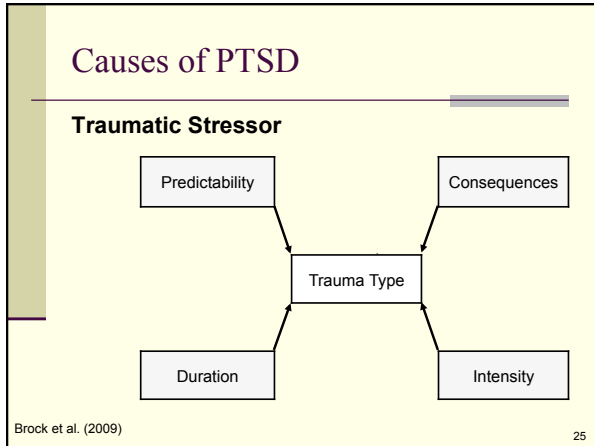 Causes of PTSD
Traumatic Stressor
Predictability
Consequences
Trauma Type
Duration
Intensity
Brock et al. (2009)
25